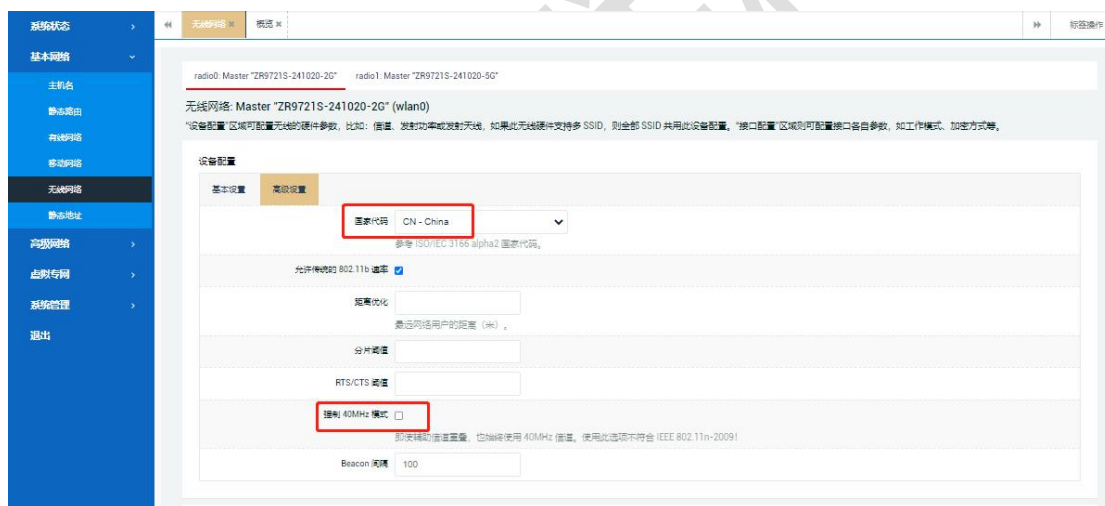 系统状态
无线网络
概览
标签操作
基本网络
主机名
静态路由
有线网络
移动网络
无线网络
静态地址
高级网络
虚拟专网
系统管理
退出
radio0: Master "ZR9721S-241020-2G" radio1: Master "ZR9721S-241020-5G"
无线网络: Master "ZR9721S-241020-2G" (wlan0)
"设备配置"区域可配置无线的硬件参数，比如：信道、发射功率或发射天线，如果此无线硬件支持多 SSID，则全部 SSID 共用此设备配置。"接口配置"区域则可配置接口各自参数，如工作模式、加密方式等。
设备配置
基本设置 高级设置
国家代码 CN - China
参考 ISO/IEC 3166 alpha2 国家代码。
允许传统的 802.11b 速率
距离优化
最远网络用户的距离（米）。
分片阈值
RTS/CTS 阈值
强制 40MHz 模式
即使辅助信道重叠，也始终使用 40MHz 信道。使用此选项不符合 IEEE 802.11n-2009!
Beacon 间隔 100